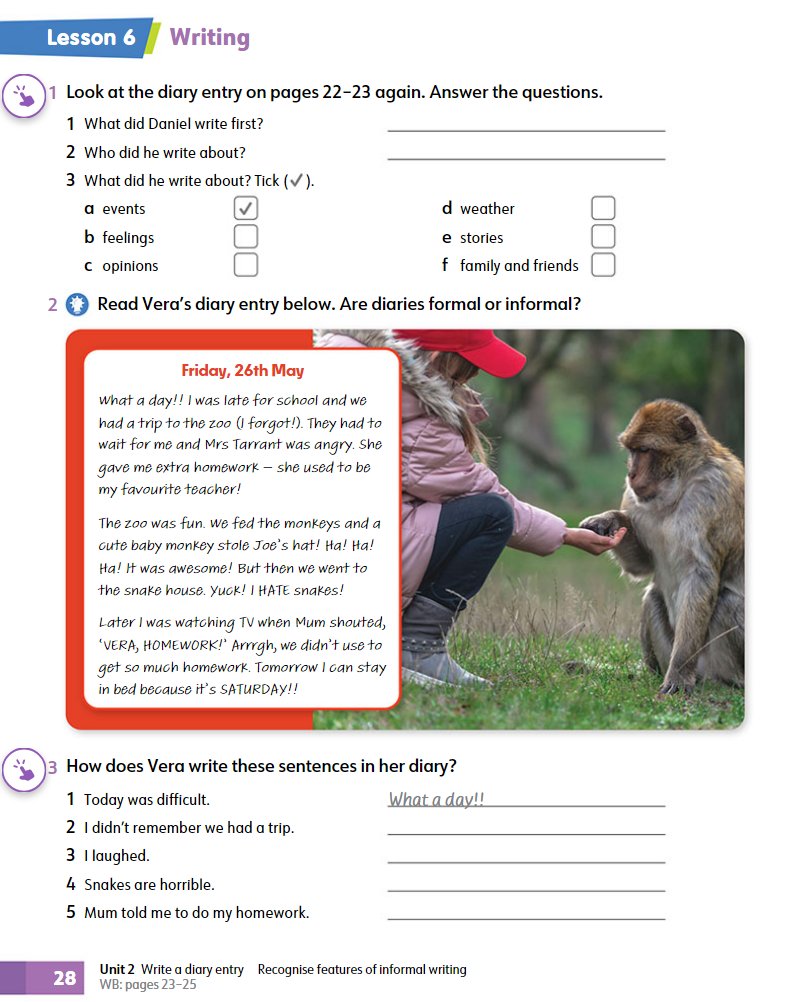 Lesson 6 Writing
1 Look at the diary entry on pages 22–23 again. Answer the questions.
1 What did Daniel write first?
2 Who did he write about?
3 What did he write about? Tick (✓).
a events ✓
b feelings
c opinions
d weather
e stories
f family and friends
2 Read Vera's diary entry below. Are diaries formal or informal?
Friday, 26th May
What a day!! I was late for school and we
had a trip to the zoo (I forgot!). They had to
wait for me and Mrs Tarrant was angry. She
gave me extra homework – she used to be
my favourite teacher!
The zoo was fun. We fed the monkeys and a
cute baby monkey stole Joe's hat! Ha! Ha!
Ha! It was awesome! But then we went to
the snake house. Yuck! I HATE snakes!
Later I was watching TV when Mum shouted,
'VERA, HOMEWORK!' Arrrgh, we didn't use to
get so much homework. Tomorrow I can stay
in bed because it's SATURDAY!!
3 How does Vera write these sentences in her diary?
1 Today was difficult. What a day!!
2 I didn't remember we had a trip.
3 I laughed.
4 Snakes are horrible.
5 Mum told me to do my homework.
28
Unit 2 Write a diary entry Recognise features of informal writing
WB: pages 23–25